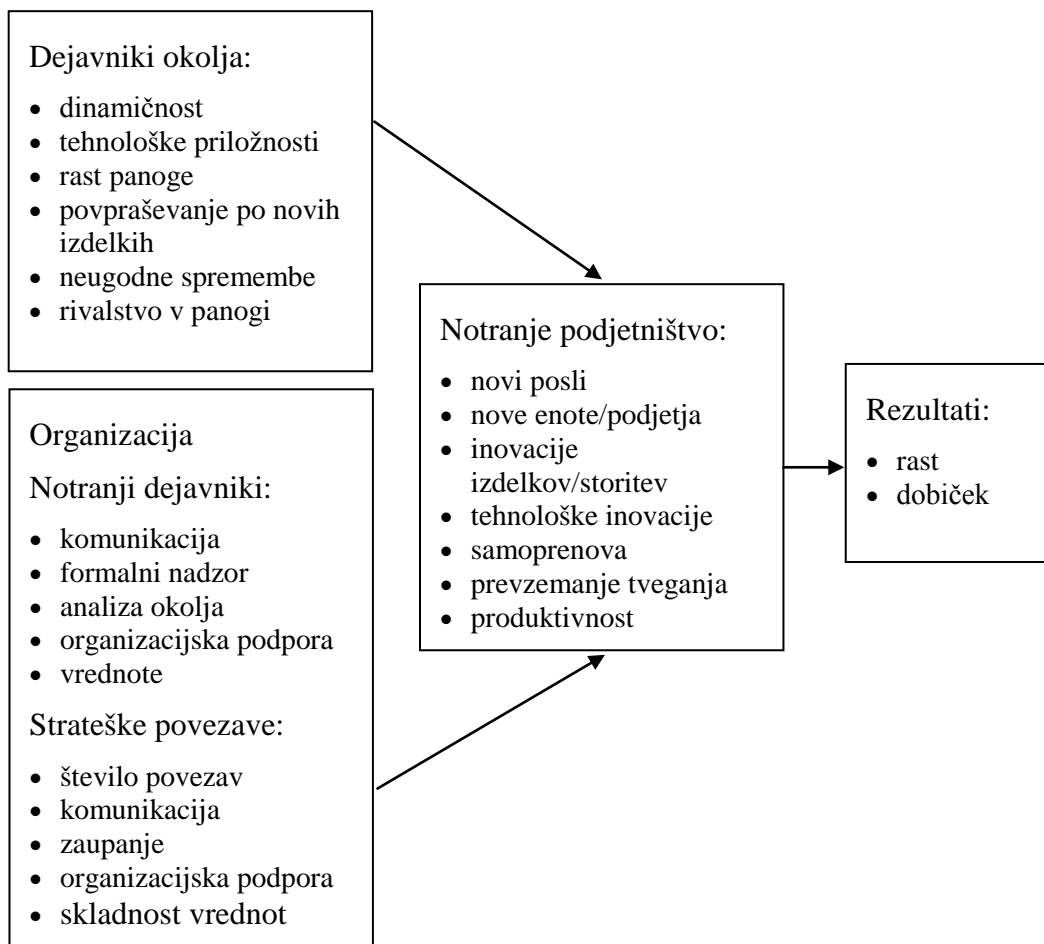 Dejavniki okolja:
• dinamičnost
• tehnološke priložnosti
• rast panoge
• povpraševanje po novih
izdelkih
• neugodne spremembe
• rivalstvo v panogi
Organizacija
Notranji dejavniki:
• komunikacija
• formalni nadzor
• analiza okolja
• organizacijska podpora
• vrednote
Strateške povezave:
• število povezav
• komunikacija
• zaupanje
• organizacijska podpora
• skladnost vrednot
Notranje podjetništvo:
• novi posli
• nove enote/podjetja
• inovacije
izdelkov/storitev
• tehnološke inovacije
• samoprenova
• prevzemanje tveganja
• produktivnost
Rezultati:
• rast
• dobiček